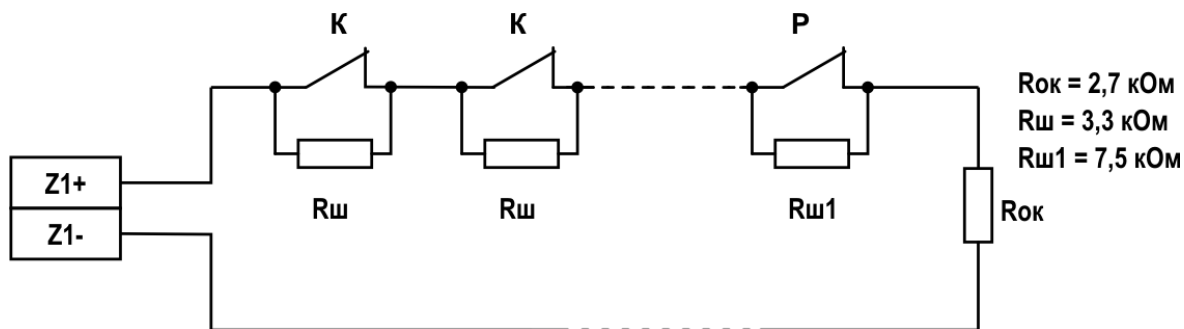 К К Р
Rок = 2,7 кОм
Rш = 3,3 кОм
Rш1 = 7,5 кОм
Z1+
Z1-
Rш Rш Rш1 Rок